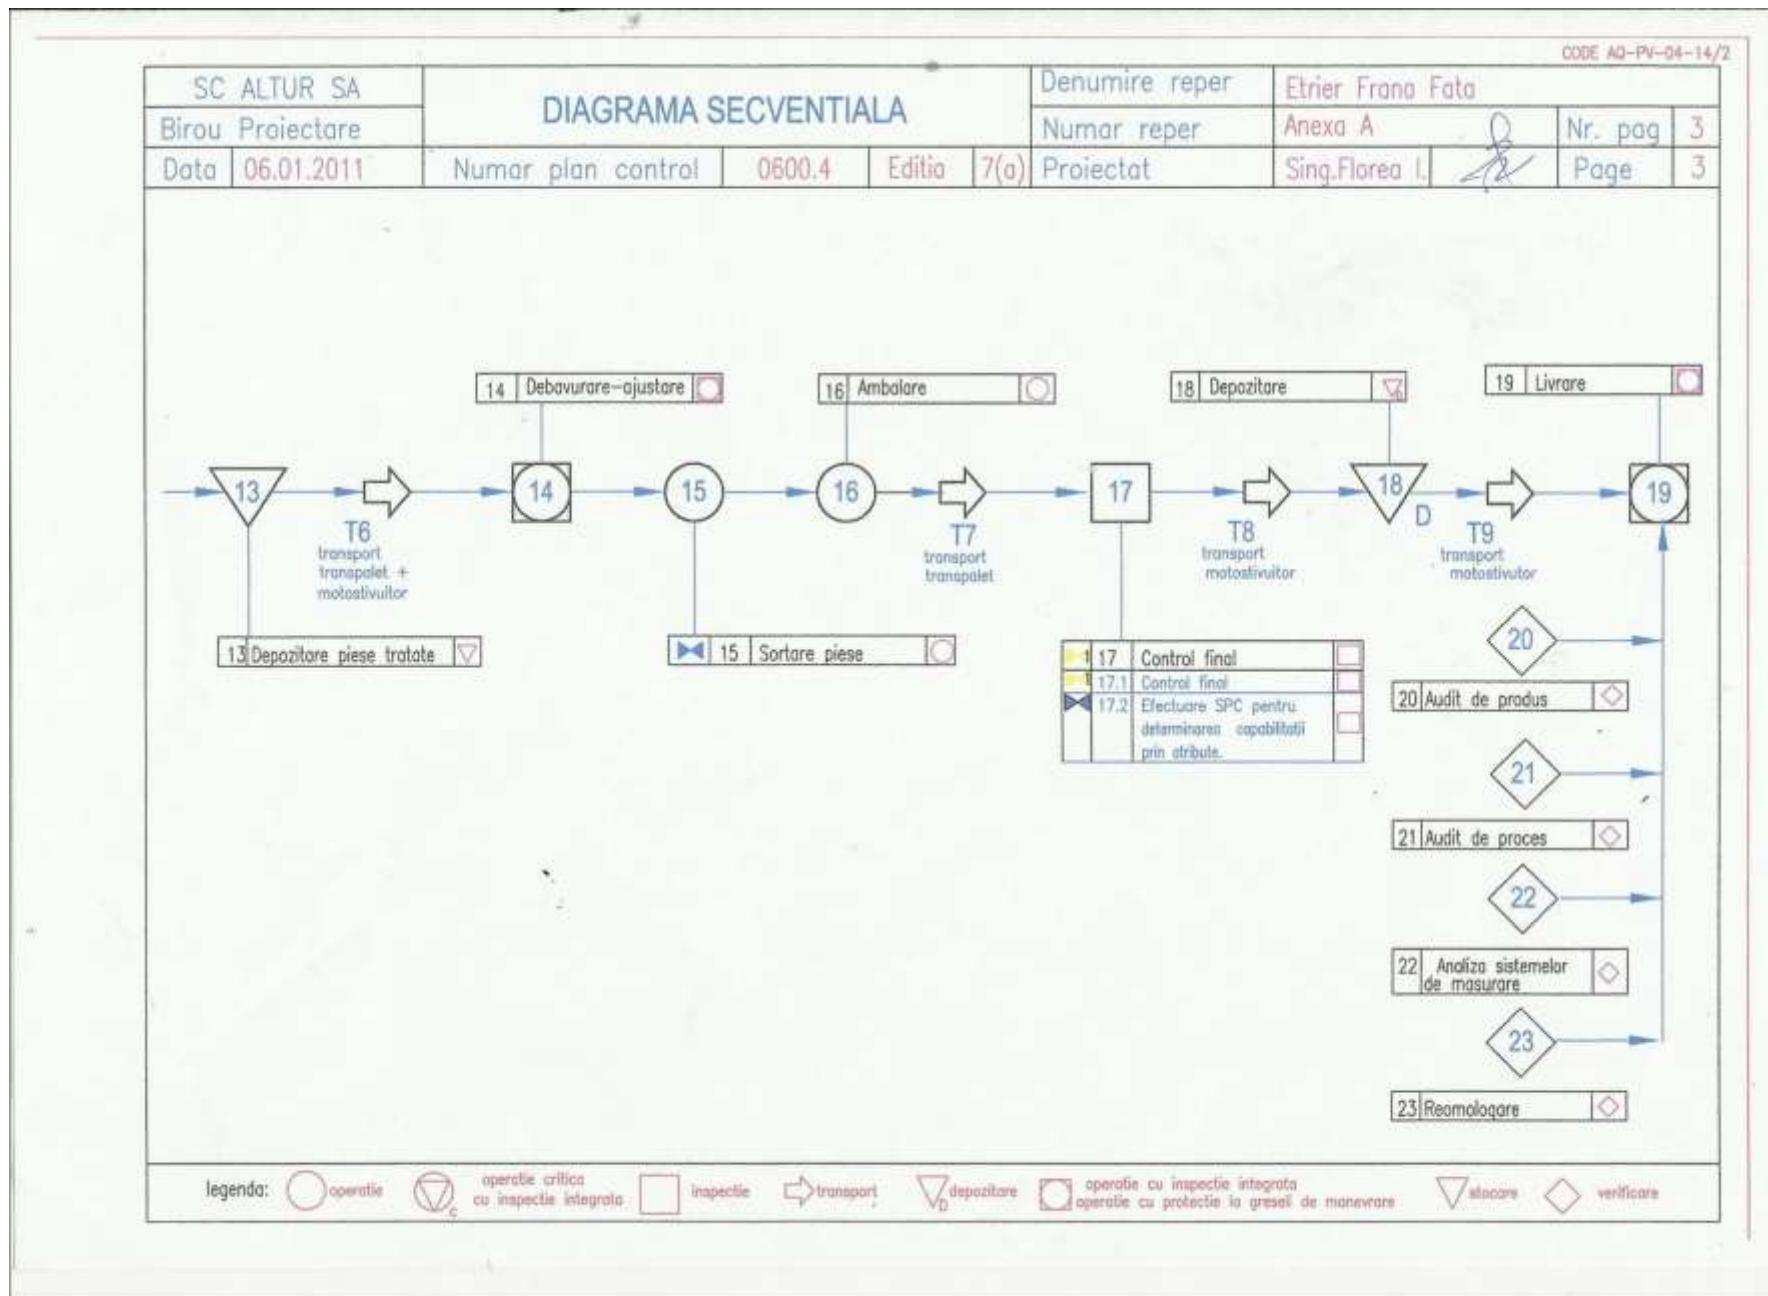 CODE AQ-PV-04-14/2
SC ALTUR SA
DIAGRAMA SECVENTIALA
Denumire reper
Etrier Frana Fata
Birou Proiectare
Numar reper
Anexa A
Nr. pag
3
Data
06.01.2011
Numar plan control
0600.4
Editia
7(a)
Proiectat
Sing.Florea I.
Page
3
14 Debavurare-ajustare
16 Ambalare
18 Depozitare
19 Livrare
13
14
15
16
17
18
D
19
T6
transport
transpalet +
motostivuitor
T7
transport
transpalet
T8
transport
motostivuitor
T9
transport
motostivutor
13 Depozitare piese tratate
15 Sortare piese
17 Control final
17.1 Control final
17.2 Efectuare SPC pentru
determinarea capabilitatii
prin atribute.
20
20 Audit de produs
21
21 Audit de proces
22
22 Analiza sistemelor
de masurare
23
23 Reomologare
legenda:
operatie
operatie critica
cu inspectie integrata
C
inspectie
transport
D
depozitare
operatie cu inspectie integrata
operatie cu protectie la greseli de manevrare
stocare
verificare